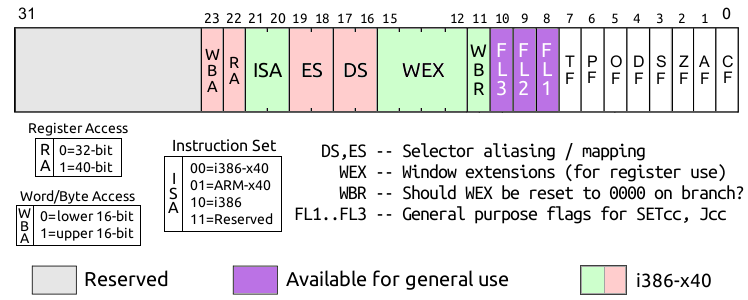 31 23 22 21 20 19 18 17 16 15 12 11 10 9 8 7 6 5 4 3 2 1 0
WBA RA ISA ES DS WEX WBR FL3 FL2 FL1 TF PF OF DF SF ZF AF CF
Register Access
RA 0=32-bit
1=40-bit
Word/Byte Access
WBA 0=lower 16-bit
1=upper 16-bit
Instruction Set
ISA 00=i386-x40
01=ARM-x40
10=i386
11=Reserved
DS,ES -- Selector aliasing / mapping
WEX -- Window extensions (for register use)
WBR -- Should WEX be reset to 0000 on branch?
FL1..FL3 -- General purpose flags for SETcc, Jcc
Reserved Available for general use i386-x40